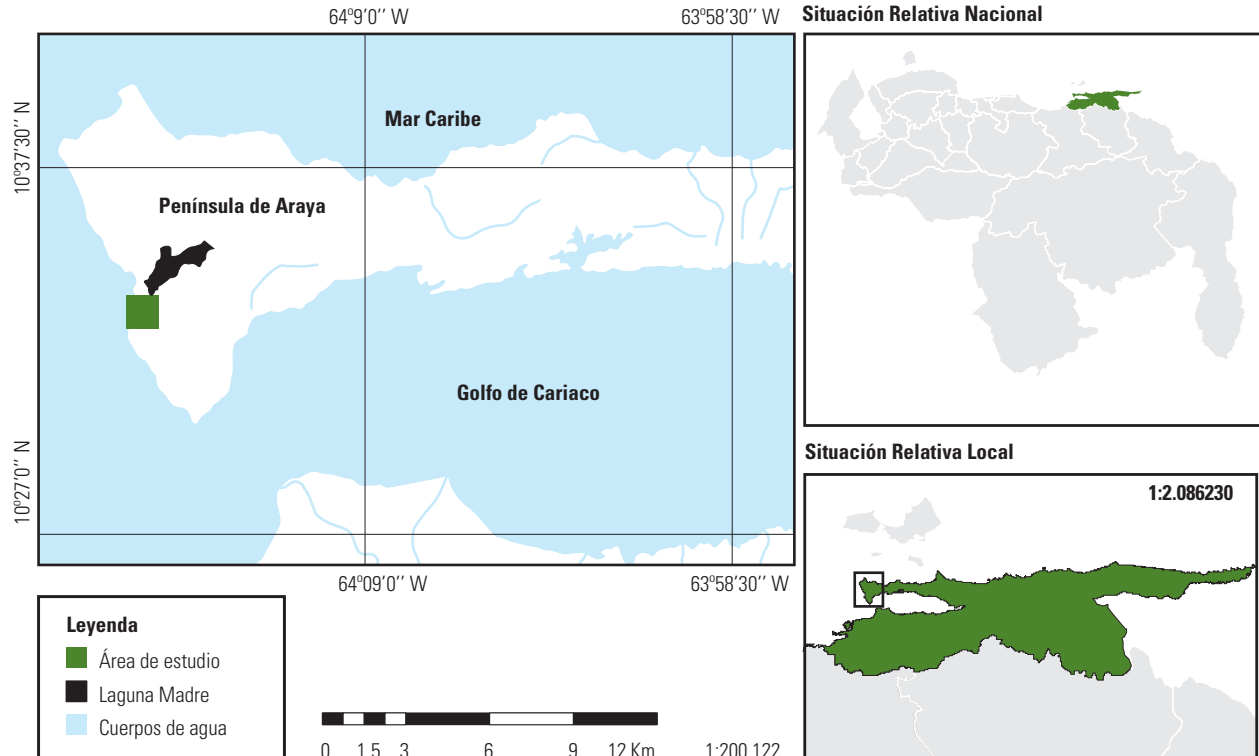 64º9'0'' W
63º58'30'' W
Situación Relativa Nacional
10º37'30'' N
Mar Caribe
Península de Araya
Golfo de Cariaco
10º27'0'' N
64º09'0'' W
63º58'30'' W
Situación Relativa Local
1:2.086230
Leyenda
Área de estudio
Laguna Madre
Cuerpos de agua
0 1,5 3 6 9 12 Km 1:200.122